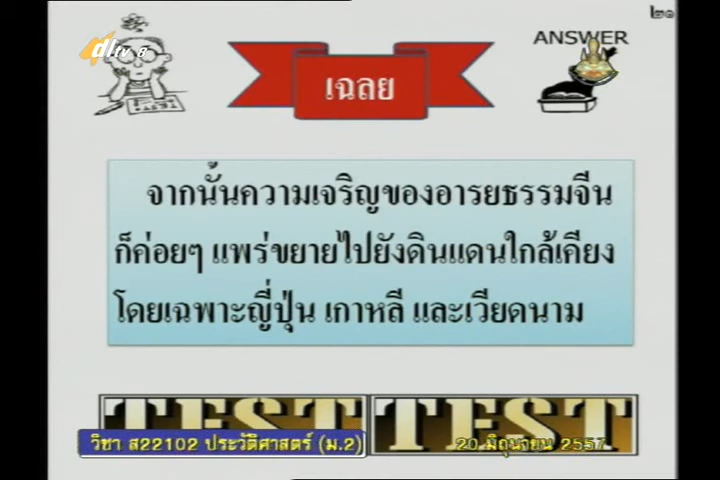 ๒๑
dltv 8
ANSWER
เฉลย
จากนั้นความเจริญของอารยธรรมจีน
ก็ค่อยๆ แพร่ขยายไปยังดินแดนใกล้เคียง
โดยเฉพาะญี่ปุ่น เกาหลี และเวียดนาม
TEST TEST
วิชา ส22102 ประวัติศาสตร์ (ม.2)
20 มิถุนายน 2557